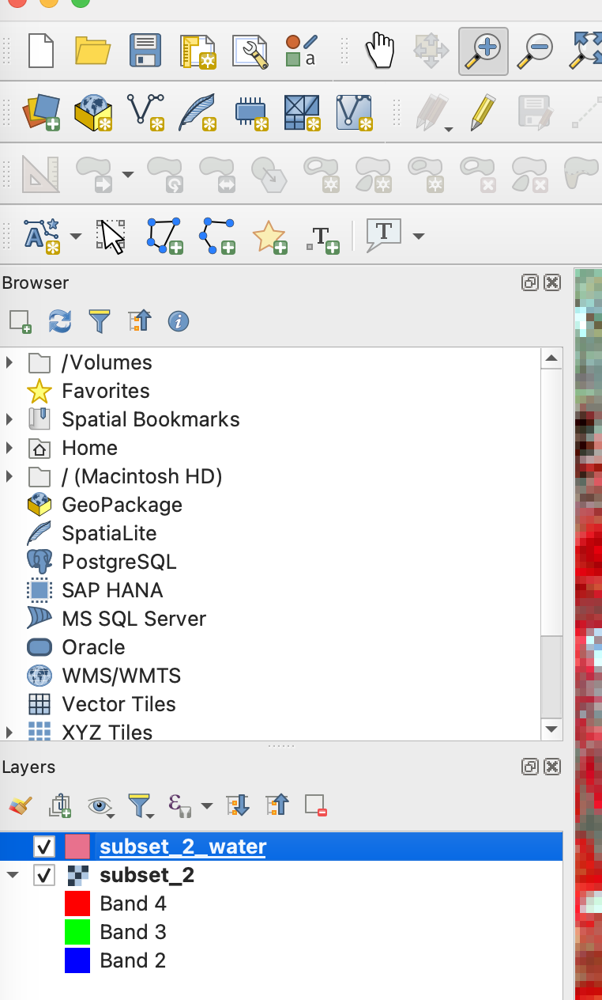 Browser
/Volumes
Favorites
Spatial Bookmarks
Home
/ (Macintosh HD)
GeoPackage
SpatiaLite
PostgreSQL
SAP HANA
MS SQL Server
Oracle
WMS/WMTS
Vector Tiles
XYZ Tiles
Layers
subset_2_water
subset_2
Band 4
Band 3
Band 2